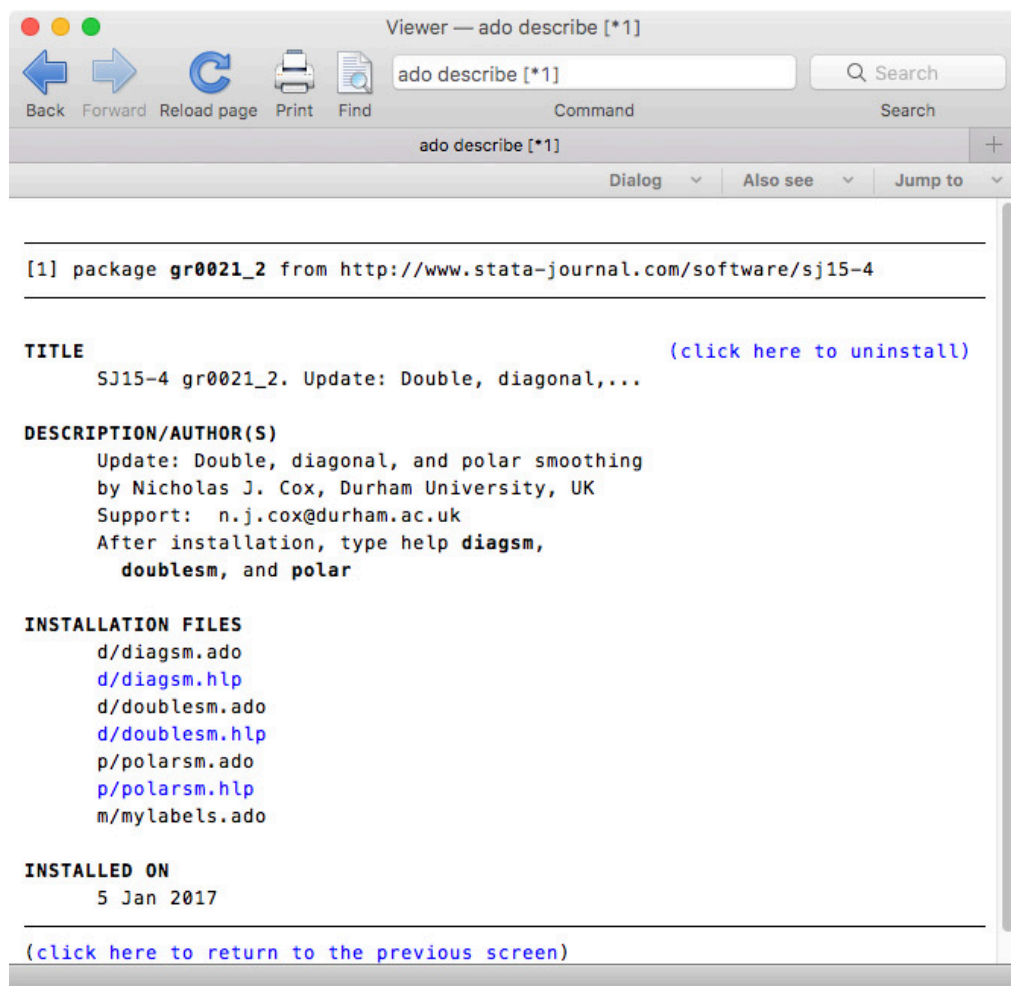 Viewer — ado describe [*1]
ado describe [*1]
Search
Back Forward Reload page Print Find Command Search
ado describe [*1]
Dialog Also see Jump to
[1] package gr0021_2 from http://www.stata-journal.com/software/sj15-4
TITLE (click here to uninstall)
SJ15-4 gr0021_2. Update: Double, diagonal,...
DESCRIPTION/AUTHOR(S)
Update: Double, diagonal, and polar smoothing
by Nicholas J. Cox, Durham University, UK
Support: n.j.cox@durham.ac.uk
After installation, type help diagsm,
doublesm, and polar
INSTALLATION FILES
d/diagsm.ado
d/diagsm.hlp
d/doublesm.ado
d/doublesm.hlp
p/polarsm.ado
p/polarsm.hlp
m/mylabels.ado
INSTALLED ON
5 Jan 2017
(click here to return to the previous screen)